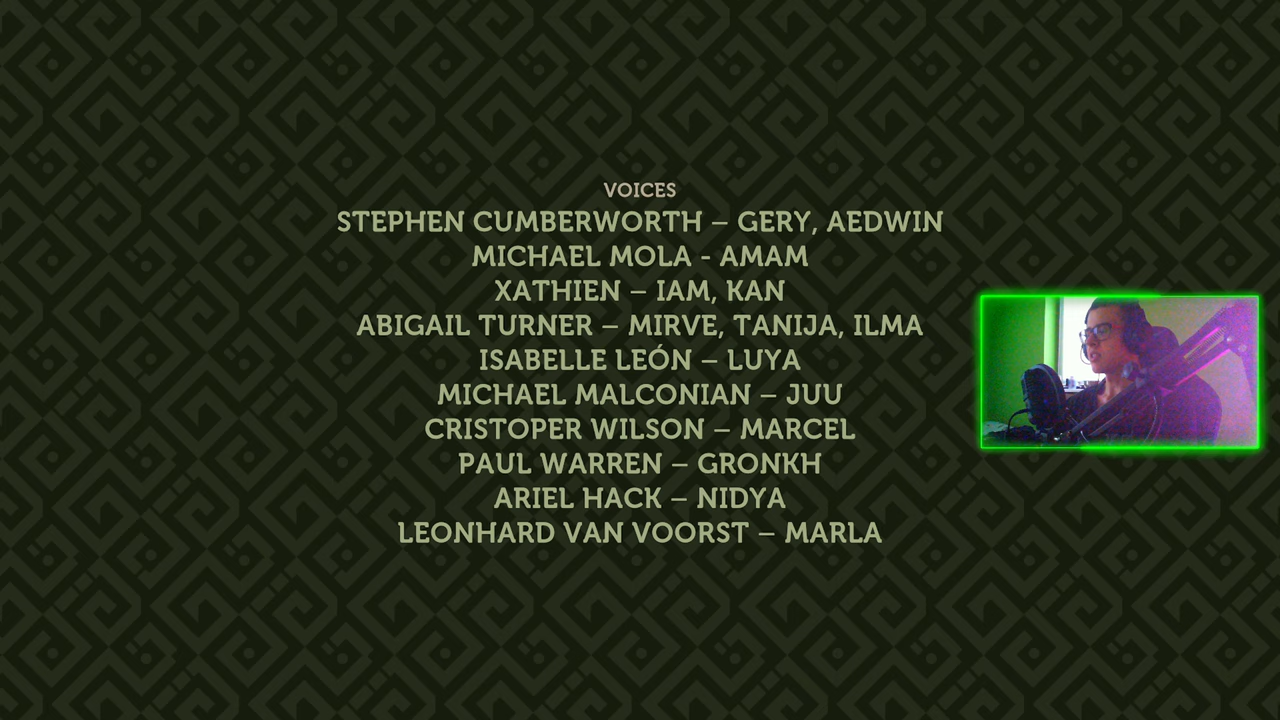 VOICES
STEPHEN CUMBERWORTH – GERY, AEDWIN
MICHAEL MOLA - AMAM
XATHIEN – IAM, KAN
ABIGAIL TURNER – MIRVE, TANIJA, ILMA
ISABELLE LEÓN – LUYA
MICHAEL MALCONIAN – JUU
CRISTOPER WILSON – MARCEL
PAUL WARREN – GRONKH
ARIEL HACK – NIDYA
LEONHARD VAN VOORST – MARLA